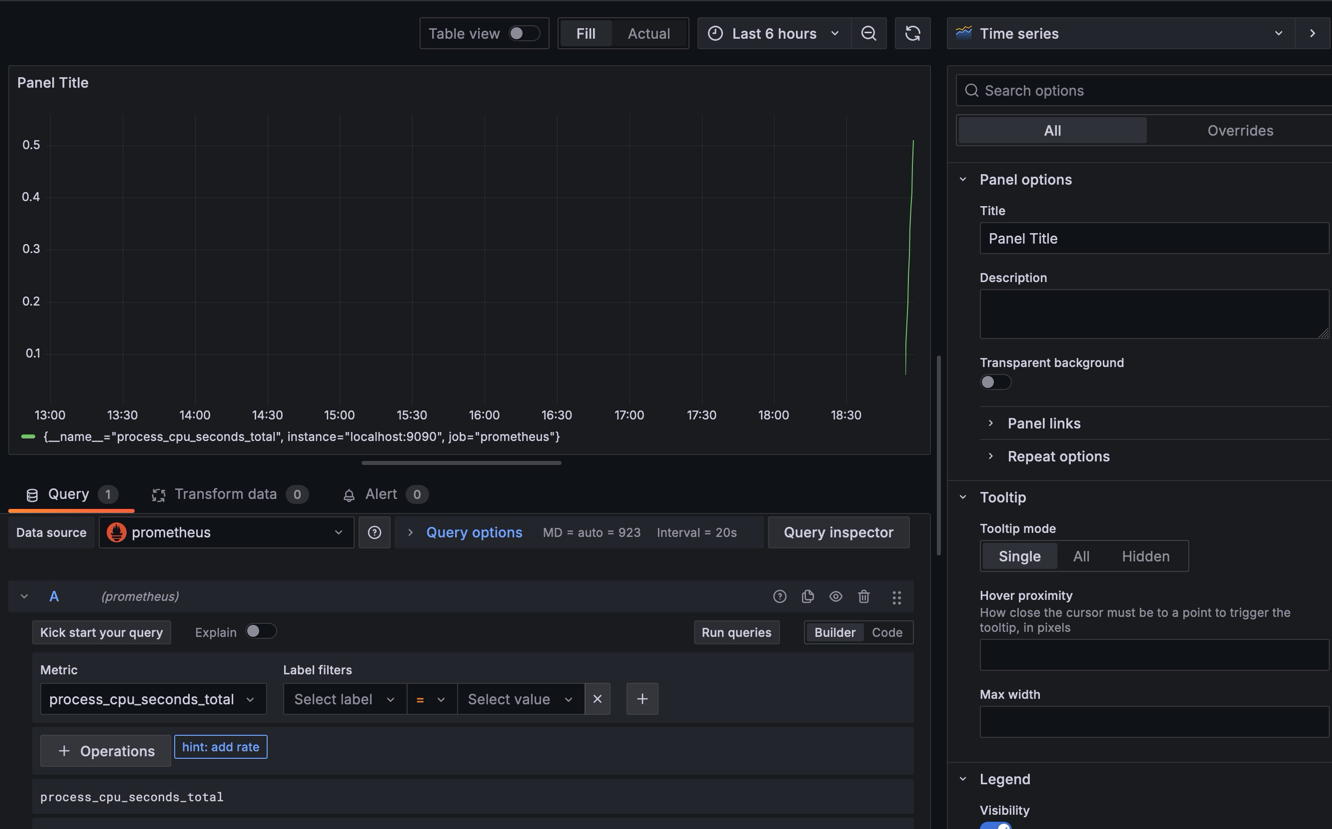 Table view
Fill
Actual
Last 6 hours
Time series
Panel Title
0.5
0.4
0.3
0.2
0.1
13:00 13:30 14:00 14:30 15:00 15:30 16:00 16:30 17:00 17:30 18:00 18:30
{__name__="process_cpu_seconds_total", instance="localhost:9090", job="prometheus"}
Query 1
Transform data 0
Alert 0
Data source
prometheus
Query options
MD = auto = 923
Interval = 20s
Query inspector
A
(prometheus)
Kick start your query
Explain
Run queries
Builder
Code
Metric
Label filters
process_cpu_seconds_total
Select label
=
Select value
+ Operations
hint: add rate
process_cpu_seconds_total
Search options
All
Overrides
Panel options
Title
Panel Title
Description
Transparent background
Panel links
Repeat options
Tooltip
Tooltip mode
Single
All
Hidden
Hover proximity
How close the cursor must be to a point to trigger the
tooltip, in pixels
Max width
Legend
Visibility